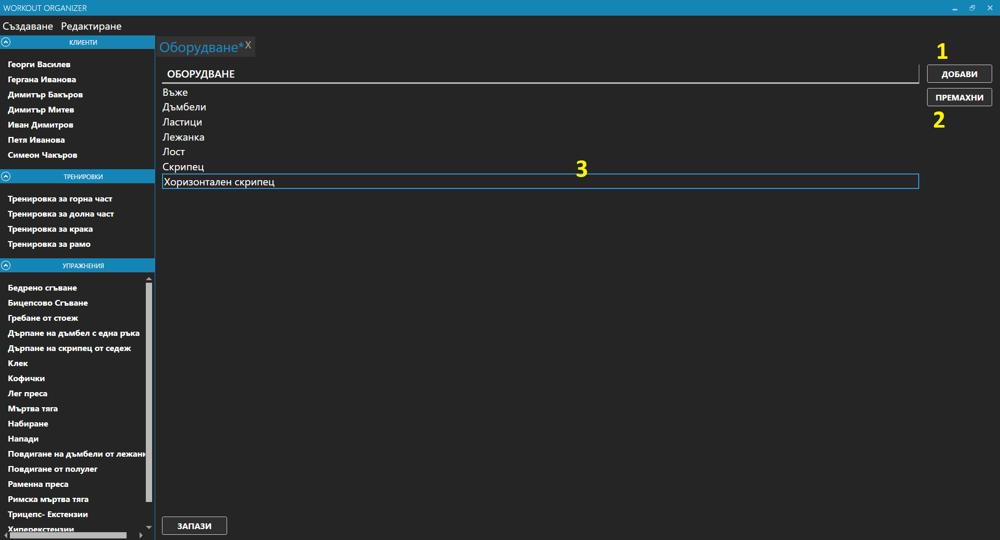 WORKOUT ORGANIZER
Създаване Редактиране
КЛИЕНТИ
Георги Василев
Гергана Иванова
Димитър Бакъров
Димитър Митев
Иван Димитров
Петя Иванова
Симеон Чакъров
ТРЕНИРОВКИ
Тренировка за горна част
Тренировка за долна част
Тренировка за крака
Тренировка за рамо
УПРАЖНЕНИЯ
Бедрено сгъване
Бицепсово Сгъване
Гребане от стоеж
Дърпане на дъмбел с една ръка
Дърпане на скрипец от седеж
Клек
Кофички
Лег преса
Мъртва тяга
Набиране
Напади
Повдигане на дъмбели от
Повдигане от полулег
Раменна преса
Римска мъртва тяга
Трицепс- Екстензии
Хиперекстензии
Оборудване* X
ОБОРУДВАНЕ
Въже
Дъмбели
Ластици
Лежанка
Лост
Скрипец
3
Хоризонтален скрипец
1
ДОБАВИ
ПРЕМАХНИ
2
ЗАПАЗИ